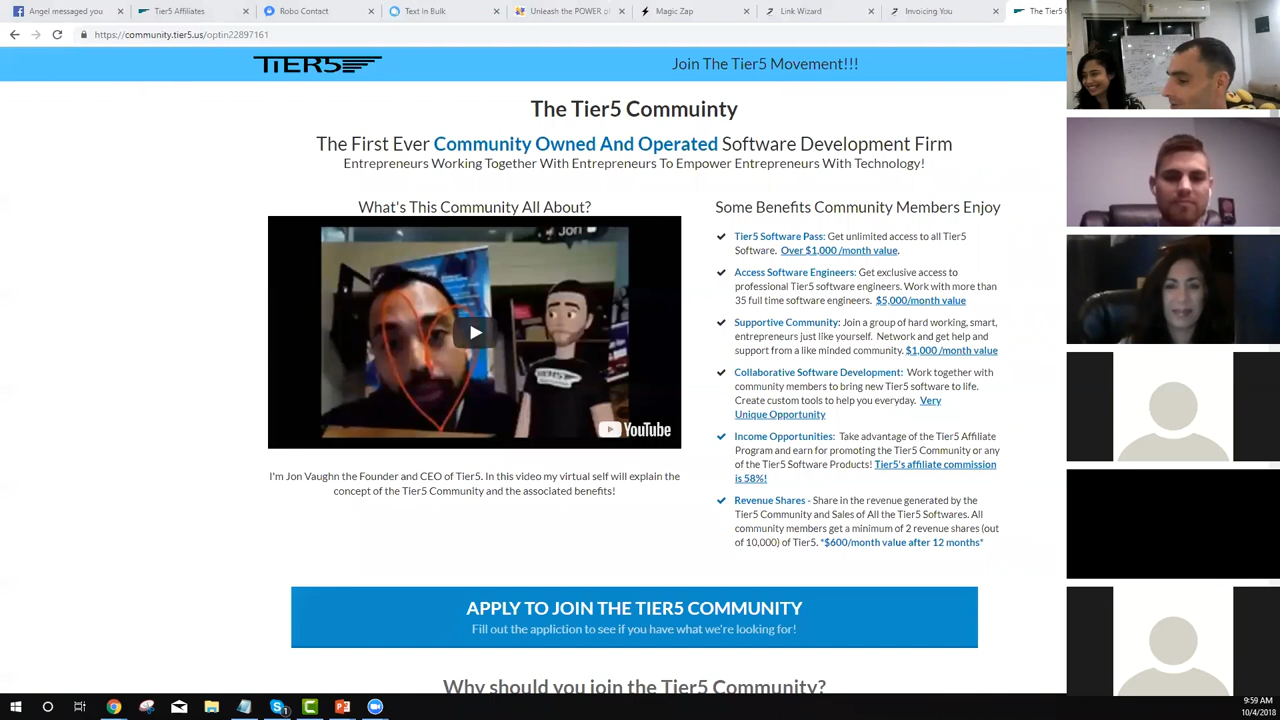 Angel messaged you
Tier5 Affiliates
Robo Contact
Text In Bulk
Unleash the POWER of
Magic Zap
Link Wizard
Invoicing You
The Tier5 C
https://community.tier5.us/optin22897161
TiER5
Join The Tier5 Movement!!!
The Tier5 Commuinty
The First Ever Community Owned And Operated Software Development Firm
Entrepreneurs Working Together With Entrepreneurs To Empower Entrepreneurs With Technology!
What's This Community All About?
Jon
YouTube
I'm Jon Vaughn the Founder and CEO of Tier5. In this video my virtual self will explain the
concept of the Tier5 Community and the associated benefits!
Some Benefits Community Members Enjoy
Tier5 Software Pass: Get unlimited access to all Tier5
Software. Over $1,000 /month value.
Access Software Engineers: Get exclusive access to
professional Tier5 software engineers. Work with more than
35 full time software engineers. $5,000/month value
Supportive Community: Join a group of hard working, smart,
entrepreneurs just like yourself. Network and get help and
support from a like minded community. $1,000 /month value
Collaborative Software Development: Work together with
community members to bring new Tier5 software to life.
Create custom tools to help you everyday. Very
Unique Opportunity
Income Opportunities: Take advantage of the Tier5 Affiliate
Program and earn for promoting the Tier5 Community or any
of the Tier5 Software Products! Tier5's affiliate commission
is 58%!
Revenue Shares - Share in the revenue generated by the
Tier5 Community and Sales of All the Tier5 Softwares. All
community members get a minimum of 2 revenue shares (out
of 10,000) of Tier5. *$600/month value after 12 months*
APPLY TO JOIN THE TIER5 COMMUNITY
Fill out the appliction to see if you have what we're looking for!
Why should you join the Tier5 Community?
9:59 AM
10/4/2018